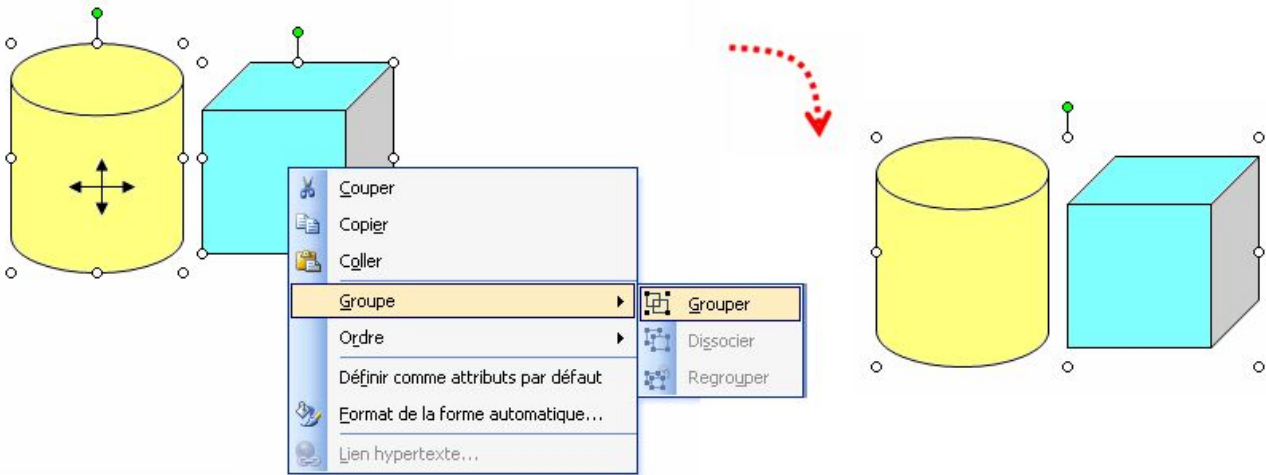 Couper
Copier
Coller
Groupe
Grouper
Ordre
Dissocier
Définir comme attributs par défaut
Regrouper
Format de la forme automatique...
Lien hypertexte...